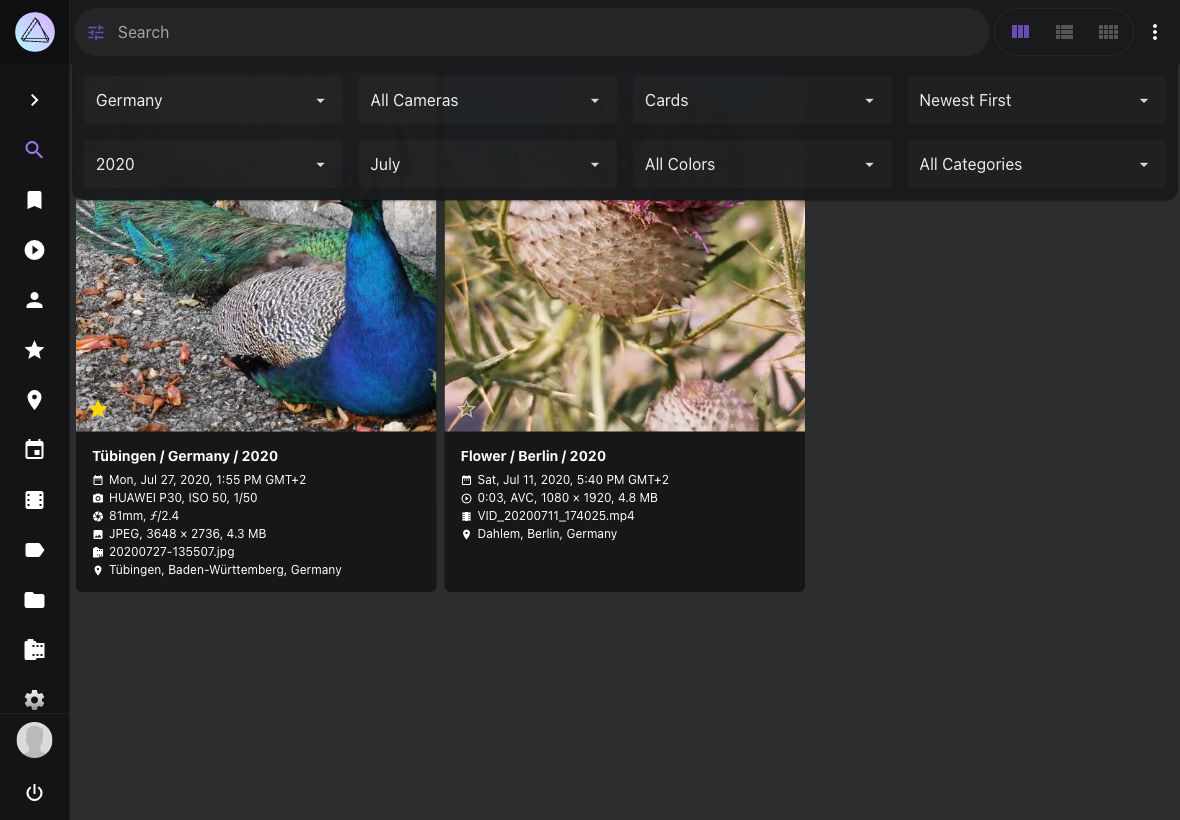 Search
Germany
All Cameras
Cards
Newest First
2020
July
All Colors
All Categories
Tübingen / Germany / 2020
Mon, Jul 27, 2020, 1:55 PM GMT+2
HUAWEI P30, ISO 50, 1/50
81mm, ƒ/2.4
JPEG, 3648 × 2736, 4.3 MB
20200727-135507.jpg
Tübingen, Baden-Württemberg, Germany
Flower / Berlin / 2020
Sat, Jul 11, 2020, 5:40 PM GMT+2
0:03, AVC, 1080 × 1920, 4.8 MB
VID_20200711_174025.mp4
Dahlem, Berlin, Germany